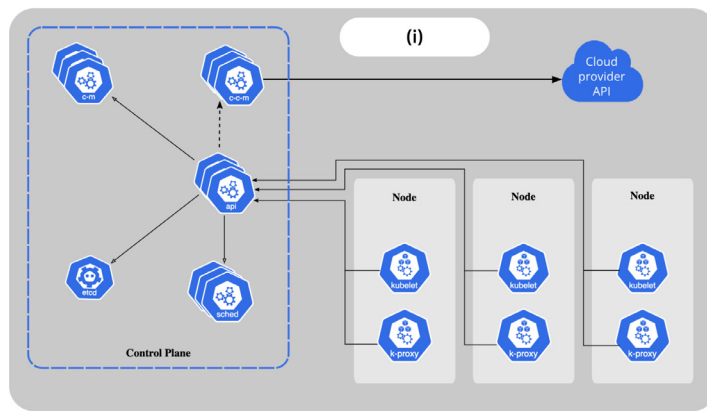 (i)
c-m
c-c-m
Cloud
provider
API
api
Node
Node
Node
etcd
sched
kubelet
kubelet
kubelet
k-proxy
k-proxy
k-proxy
Control Plane